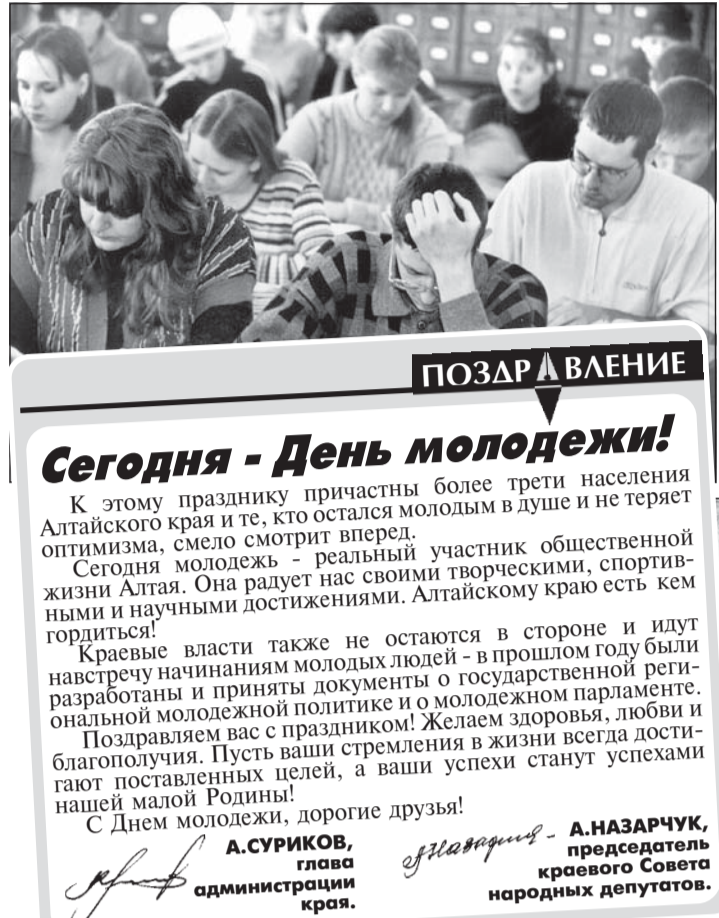 ПОЗДРАВЛЕНИЕ
Сегодня - День молодежи!
К этому празднику причастны более трети населения
Алтайского края и те, кто остался молодым в душе и не теряет
оптимизма, смело смотрит вперед.
Сегодня молодежь - реальный участник общественной
жизни Алтая. Она радует нас своими творческими, спортив-
ными и научными достижениями. Алтайскому краю есть кем
гордиться!
Краевые власти также не остаются в стороне и идут
навстречу начинаниям молодых людей - в прошлом году были
разработаны и приняты документы о государственной реги-
ональной молодежной политике и о молодежном парламенте.
Поздравляем вас с праздником! Желаем здоровья, любви и
благополучия. Пусть ваши стремления в жизни всегда дости-
гают поставленных целей, а ваши успехи станут успехами
нашей малой Родины!
С Днем молодежи, дорогие друзья!
А.СУРИКОВ,
глава
администрации
края.
А.НАЗАРЧУК,
председатель
краевого Совета
народных депутатов.